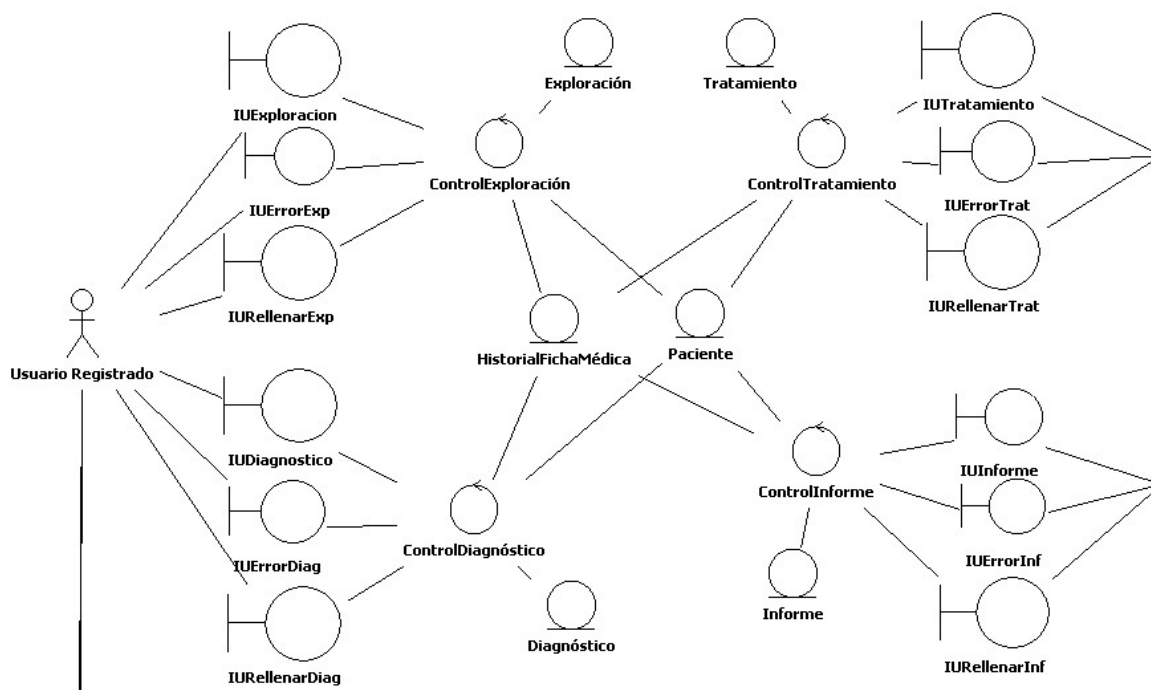 Exploración
Tratamiento
IUExploracion
IUTratamiento
ControlExploración
ControlTratamiento
IUErrorExp
IUErrorTrat
IURellenarExp
IURellenarTrat
HistorialFichaMédica
Paciente
Usuario Registrado
IUDiagnostico
IUInforme
ControlInforme
ControlDiagnóstico
IUErrorDiag
IUErrorInf
Informe
Diagnóstico
IURellenarDiag
IURellenarInf